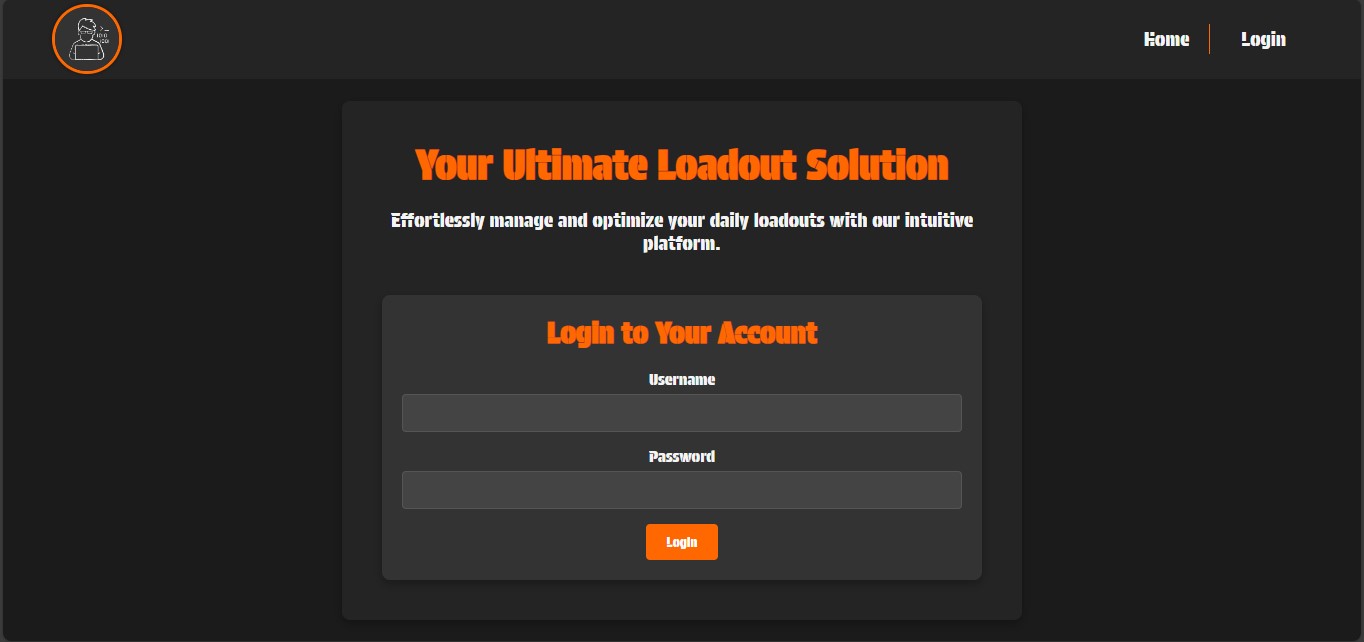 Home
Login
Your Ultimate Loadout Solution
Effortlessly manage and optimize your daily loadouts with our intuitive
platform.
Login to Your Account
Username
Password
Login